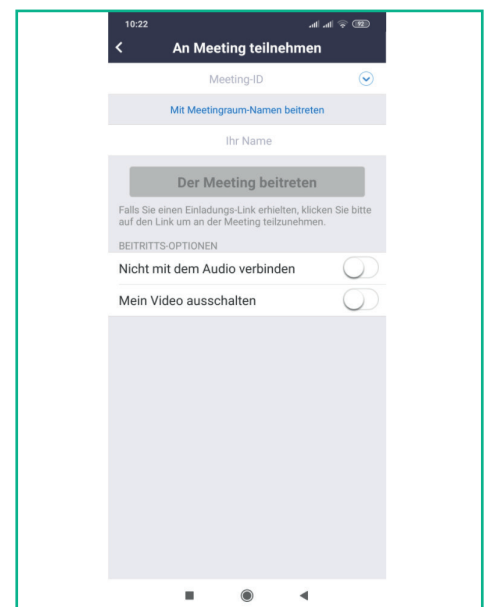 10:22
92
An Meeting teilnehmen
Meeting-ID
Mit Meetingraum-Namen beitreten
Ihr Name
Der Meeting beitreten
Falls Sie einen Einladungs-Link erhielten, klicken Sie bitte
auf den Link um an der Meeting teilzunehmen.
BEITRITTS-OPTIONEN
Nicht mit dem Audio verbinden
Mein Video ausschalten